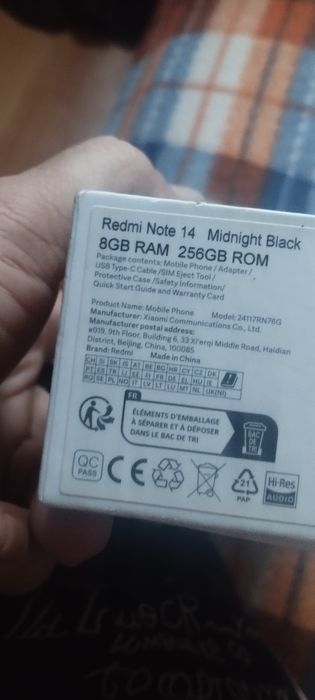 Redmi Note 14 Midnight Black
8GB RAM 256GB ROM
Package contents: Mobile Phone / Adapter /
USB Type-C Cable / SIM Eject Tool /
Protective Case / Safety Information/
Quick Start Guide and Warranty Card
Product Name: Mobile Phone Model: 24117RN76G
Manufacturer: Xiaomi Communications Co., Ltd.
Manufacturer postal address:
#019, 9th Floor, Building 6, 33 Xi'erqi Middle Road, Haidian
District, Beijing, China, 100085
Brand: Redmi Made in China
FR
ÉLÉMENTS D'EMBALLAGE
À SÉPARER ET À DÉPOSER
DANS LE BAC DE TRI
BAC
DE
TRI
QC
PASS
CE
21
PAP
Hi-Res
AUDIO